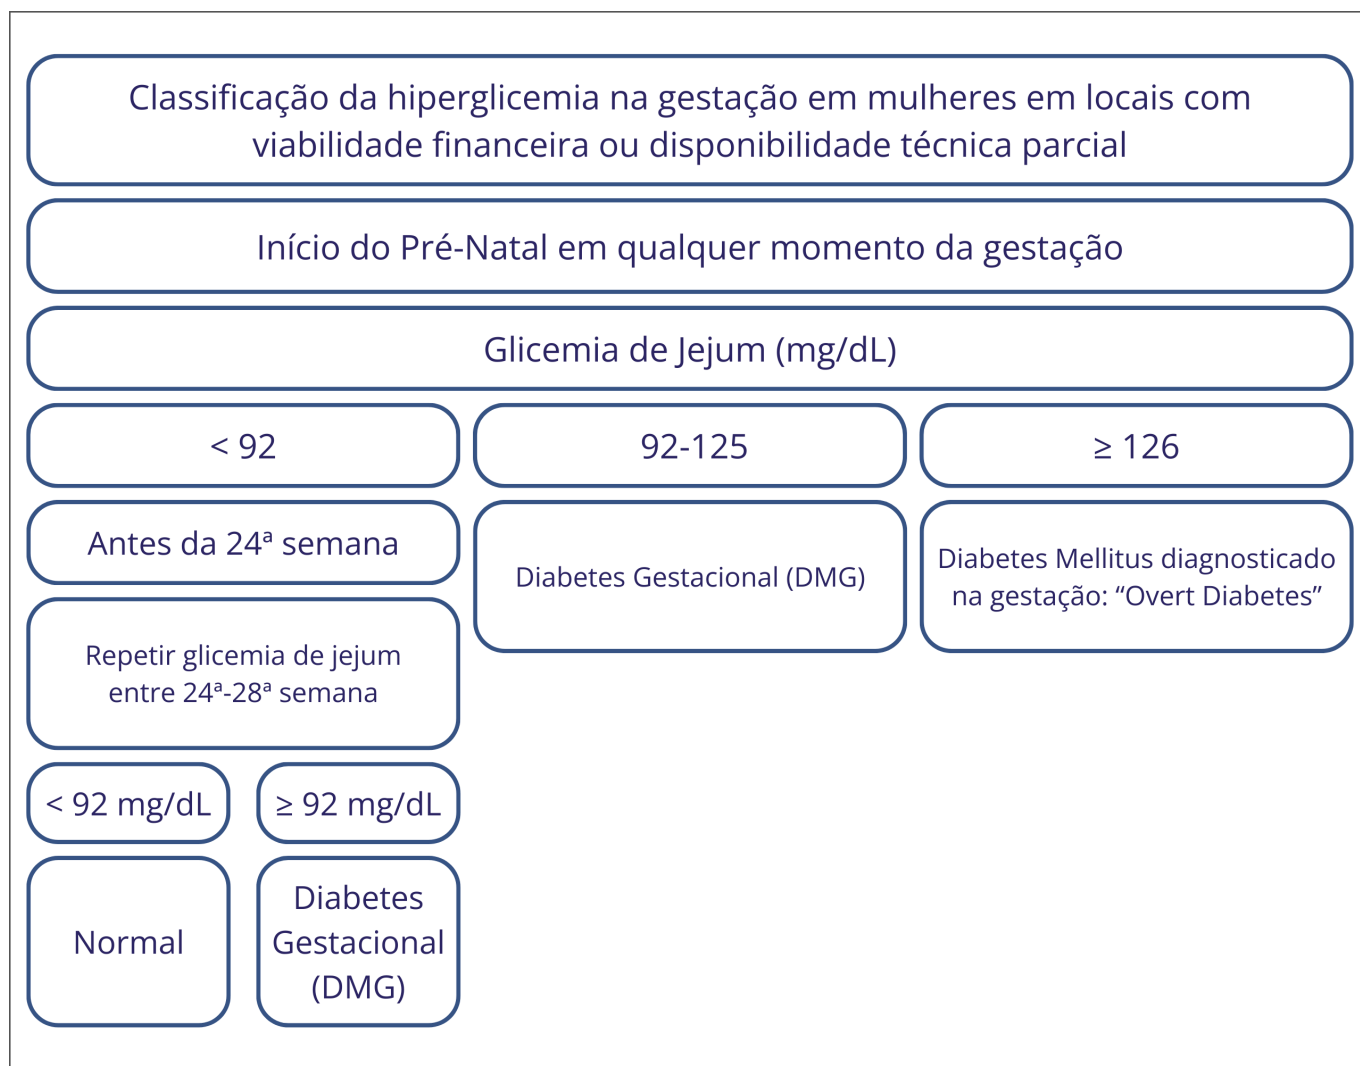 Classificação da hiperglicemia na gestação em mulheres em locais com
viabilidade financeira ou disponibilidade técnica parcial
Início do Pré-Natal em qualquer momento da gestação
Glicemia de Jejum (mg/dL)
< 92
92-125
≥ 126
Antes da 24ª semana
Diabetes Gestacional (DMG)
Diabetes Mellitus diagnosticado
na gestação: “Overt Diabetes”
Repetir glicemia de jejum
entre 24ª-28ª semana
< 92 mg/dL
≥ 92 mg/dL
Normal
Diabetes
Gestacional
(DMG)